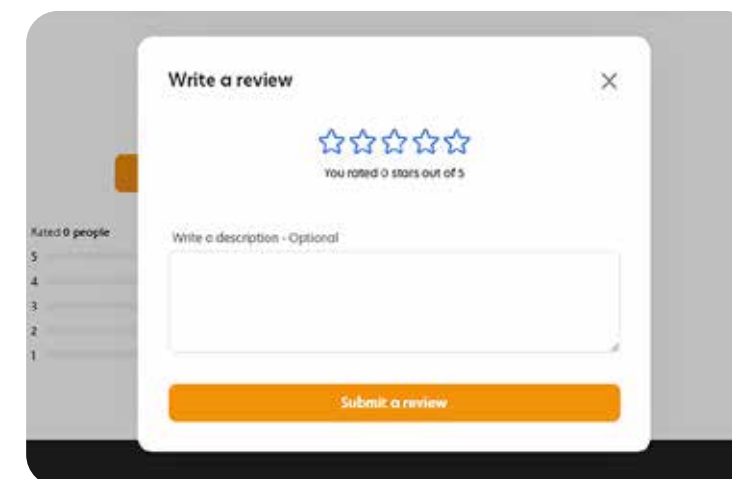 Write a review
You rated 0 stars out of 5
Rated 0 people
Write a description - Optional
5
4
3
2
1
Submit a review